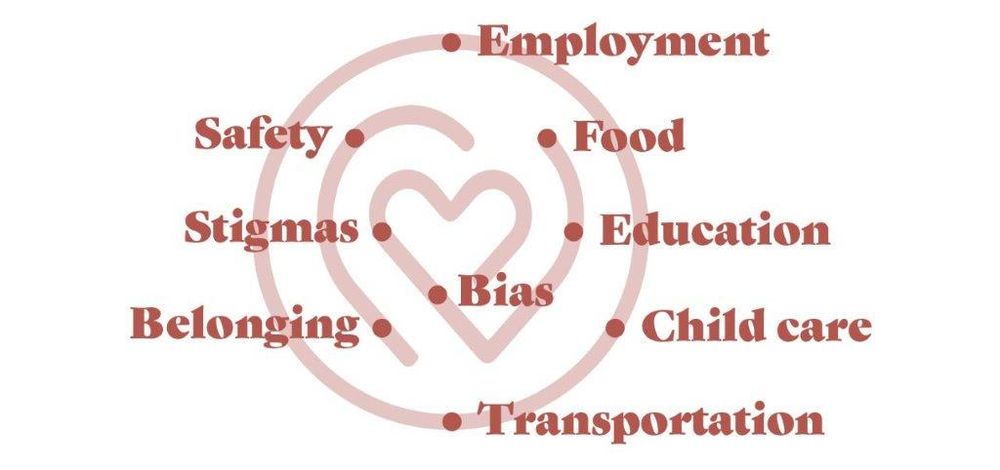 Employment
Safety
Food
Stigmas
Education
Bias
Belonging
Child care
Transportation